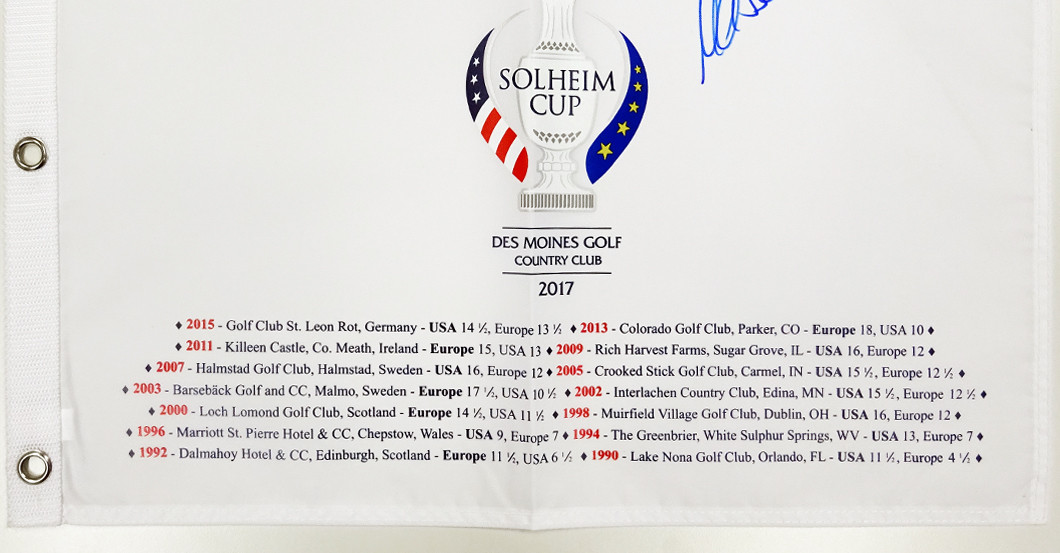 SOLHEIM
CUP
DES MOINES GOLF
COUNTRY CLUB
2017
♦ 2015 - Golf Club St. Leon Rot, Germany - USA 14 ½, Europe 13 ½ ♦ 2013 - Colorado Golf Club, Parker, CO - Europe 18, USA 10 ♦
♦ 2011 - Killeen Castle, Co. Meath, Ireland - Europe 15, USA 13 ♦ 2009 - Rich Harvest Farms, Sugar Grove, IL - USA 16, Europe 12 ♦
♦ 2007 - Halmstad Golf Club, Halmstad, Sweden - USA 16, Europe 12 ♦ 2005 - Crooked Stick Golf Club, Carmel, IN - USA 15 ½, Europe 12 ½ ♦
♦ 2003 - Barsebäck Golf and CC, Malmo, Sweden - Europe 17 ½, USA 10 ½ ♦ 2002 - Interlachen Country Club, Edina, MN - USA 15 ½, Europe 12 ½ ♦
♦ 2000 - Loch Lomond Golf Club, Scotland - Europe 14 ½, USA 11 ½ ♦ 1998 - Muirfield Village Golf Club, Dublin, OH - USA 16, Europe 12 ♦
♦ 1996 - Marriott St. Pierre Hotel & CC, Chepstow, Wales - USA 9, Europe 7 ♦ 1994 - The Greenbrier, White Sulphur Springs, WV - USA 13, Europe 7 ♦
♦ 1992 - Dalmahoy Hotel & CC, Edinburgh, Scotland - Europe 11 ½, USA 6 ½ ♦ 1990 - Lake Nona Golf Club, Orlando, FL - USA 11 ½, Europe 4 ½ ♦